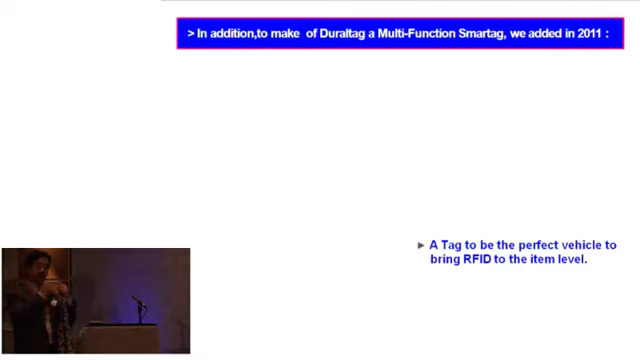 > In addition,to make of Duraltag a Multi-Function Smartag, we added in 2011 :
► A Tag to be the perfect vehicle to
bring RFID to the item level.